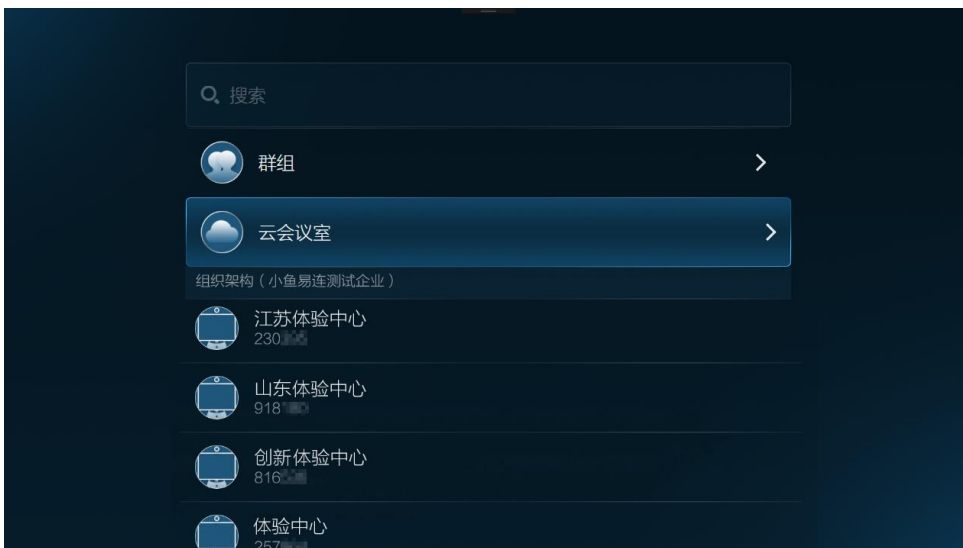 搜索
群组
云会议室
组织架构（小鱼易连测试企业）
江苏体验中心
230
山东体验中心
918
创新体验中心
816
体验中心
257